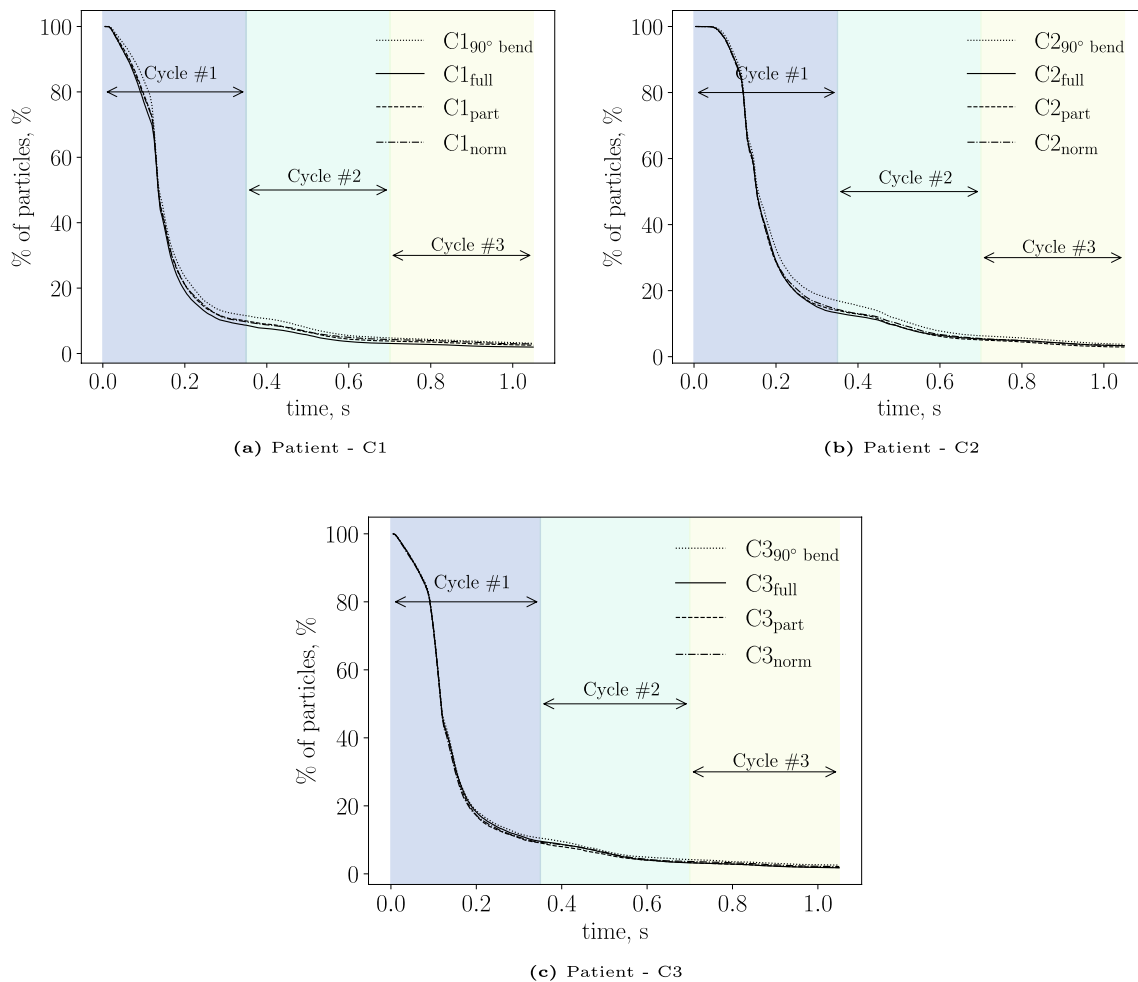 100
80
60
40
20
0
% of particles, %
C190° bend
C1full
C1part
C1norm
Cycle #1
Cycle #2
Cycle #3
0.0 0.2 0.4 0.6 0.8 1.0
time, s
(a) Patient - C1
100
80
60
40
20
0
% of particles, %
C290° bend
C2full
C2part
C2norm
Cycle #1
Cycle #2
Cycle #3
0.0 0.2 0.4 0.6 0.8 1.0
time, s
(b) Patient - C2
100
80
60
40
20
0
% of particles, %
C390° bend
C3full
C3part
C3norm
Cycle #1
Cycle #2
Cycle #3
0.0 0.2 0.4 0.6 0.8 1.0
time, s
(c) Patient - C3